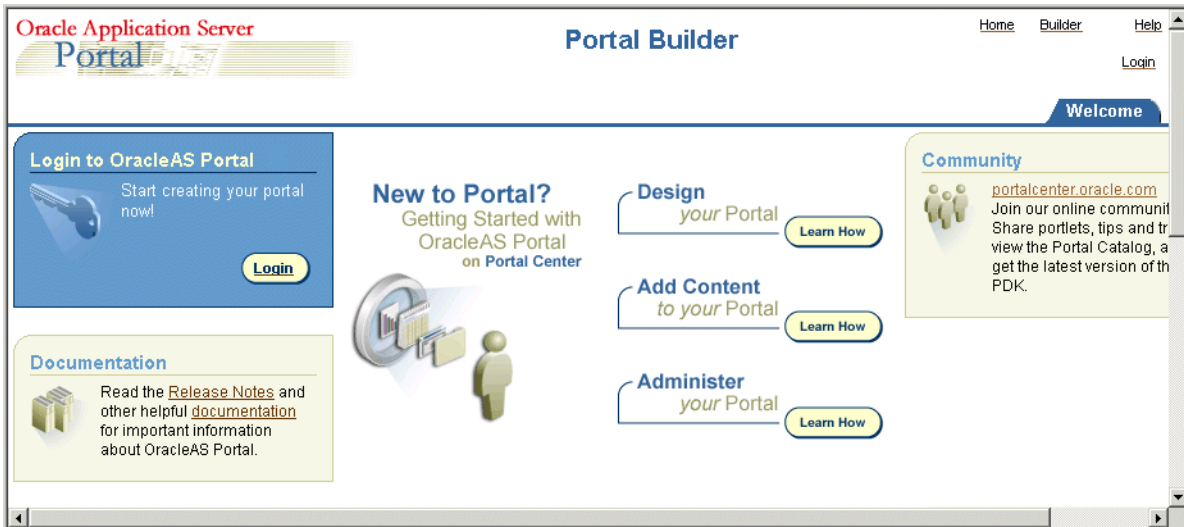 Oracle Application Server
Portal
Portal Builder
Home Builder Help
Login
Welcome
Login to OracleAS Portal
Start creating your portal
now!
Login
Documentation
Read the Release Notes and
other helpful documentation
for important information
about OracleAS Portal.
New to Portal?
Getting Started with
OracleAS Portal
on Portal Center
Design
your Portal
Learn How
Add Content
to your Portal
Learn How
Administer
your Portal
Learn How
Community
portalcenter.oracle.com
Join our online
Share portlets, tips and
view the Portal Catalog,
get the latest version of
PDK.